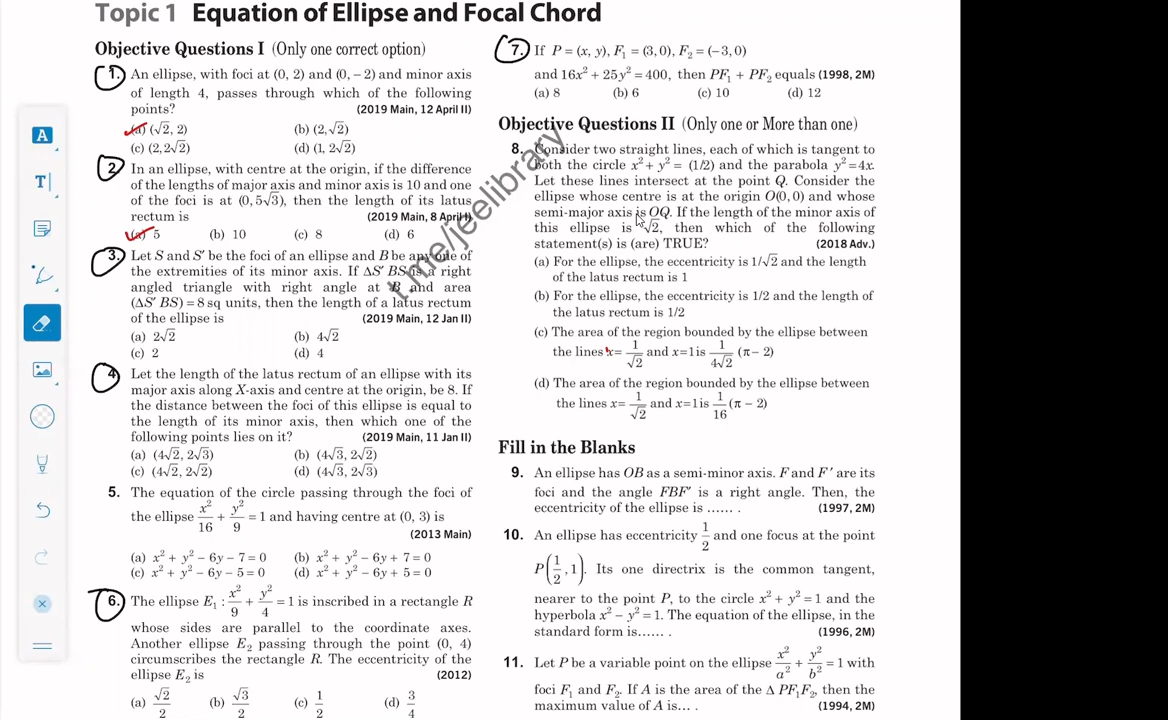 Topic 1 Equation of Ellipse and Focal Chord
Objective Questions I (Only one correct option)
1. An ellipse, with foci at (0, 2) and (0, − 2) and minor axis
of length 4, passes through which of the following
points? (2019 Main, 12 April II)
(a) (√2, 2) (b) (2, √2)
(c) (2, 2√2) (d) (1, 2√2)
2. In an ellipse, with centre at the origin, if the difference
of the lengths of major axis and minor axis is 10 and one
of the foci is at (0, 5√3), then the length of its latus
rectum is (2019 Main, 8 April I)
(a) 5 (b) 10 (c) 8 (d) 6
3. Let S and S′ be the foci of an ellipse and B be any one of
the extremities of its minor axis. If ΔS′ BS is a right
angled triangle with right angle at B and area
(ΔS′ BS) = 8 sq units, then the length of a latus rectum
of the ellipse is (2019 Main, 12 Jan II)
(a) 2√2 (b) 4√2
(c) 2 (d) 4
4. Let the length of the latus rectum of an ellipse with its
major axis along X-axis and centre at the origin, be 8. If
the distance between the foci of this ellipse is equal to
the length of its minor axis, then which one of the
following points lies on it? (2019 Main, 11 Jan II)
(a) (4√2, 2√3) (b) (4√3, 2√2)
(c) (4√2, 2√2) (d) (4√3, 2√3)
5. The equation of the circle passing through the foci of
the ellipse x²/16 + y²/9 = 1 and having centre at (0, 3) is
(2013 Main)
(a) x² + y² − 6y − 7 = 0 (b) x² + y² − 6y + 7 = 0
(c) x² + y² − 6y − 5 = 0 (d) x² + y² − 6y + 5 = 0
6. The ellipse E₁ : x²/9 + y²/4 = 1 is inscribed in a rectangle R
whose sides are parallel to the coordinate axes.
Another ellipse E₂ passing through the point (0, 4)
circumscribes the rectangle R. The eccentricity of the
ellipse E₂ is (2012)
(a) √2/2 (b) √3/2 (c) 1/2 (d) 3/4
7. If P = (x, y), F₁ = (3, 0), F₂ = (−3, 0)
and 16x² + 25y² = 400, then PF₁ + PF₂ equals (1998, 2M)
(a) 8 (b) 6 (c) 10 (d) 12
Objective Questions II (Only one or More than one)
8. Consider two straight lines, each of which is tangent to
both the circle x² + y² = (1/2) and the parabola y² = 4x.
Let these lines intersect at the point Q. Consider the
ellipse whose centre is at the origin O(0, 0) and whose
semi-major axis is OQ. If the length of the minor axis of
this ellipse is √2, then which of the following
statement(s) is (are) TRUE? (2018 Adv.)
(a) For the ellipse, the eccentricity is 1/√2 and the length
of the latus rectum is 1
(b) For the ellipse, the eccentricity is 1/2 and the length of
the latus rectum is 1/2
(c) The area of the region bounded by the ellipse between
the lines x = 1/√2 and x = 1 is 1/4√2 (π − 2)
(d) The area of the region bounded by the ellipse between
the lines x = 1/√2 and x = 1 is 1/16 (π − 2)
Fill in the Blanks
9. An ellipse has OB as a semi-minor axis. F and F′ are its
foci and the angle FBF′ is a right angle. Then, the
eccentricity of the ellipse is ...... . (1997, 2M)
10. An ellipse has eccentricity 1/2 and one focus at the point
P(1/2, 1). Its one directrix is the common tangent,
nearer to the point P, to the circle x² + y² = 1 and the
hyperbola x² − y² = 1. The equation of the ellipse, in the
standard form is...... . (1996, 2M)
11. Let P be a variable point on the ellipse x²/a² + y²/b² = 1 with
foci F₁ and F₂. If A is the area of the Δ PF₁F₂, then the
maximum value of A is... . (1994, 2M)
t.me/jeelibrary
A
T